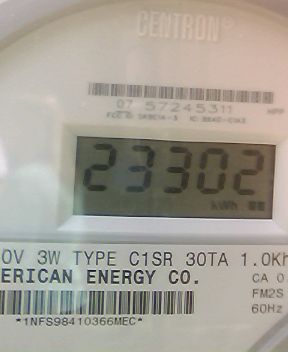 CENTRON®
07 57245311
23302
kWh
0V 3W TYPE C1SR 30TA 1.0Kh
ERICAN ENERGY CO.
CA 0
FM2S
60Hz
*1NFS98410366MEC*